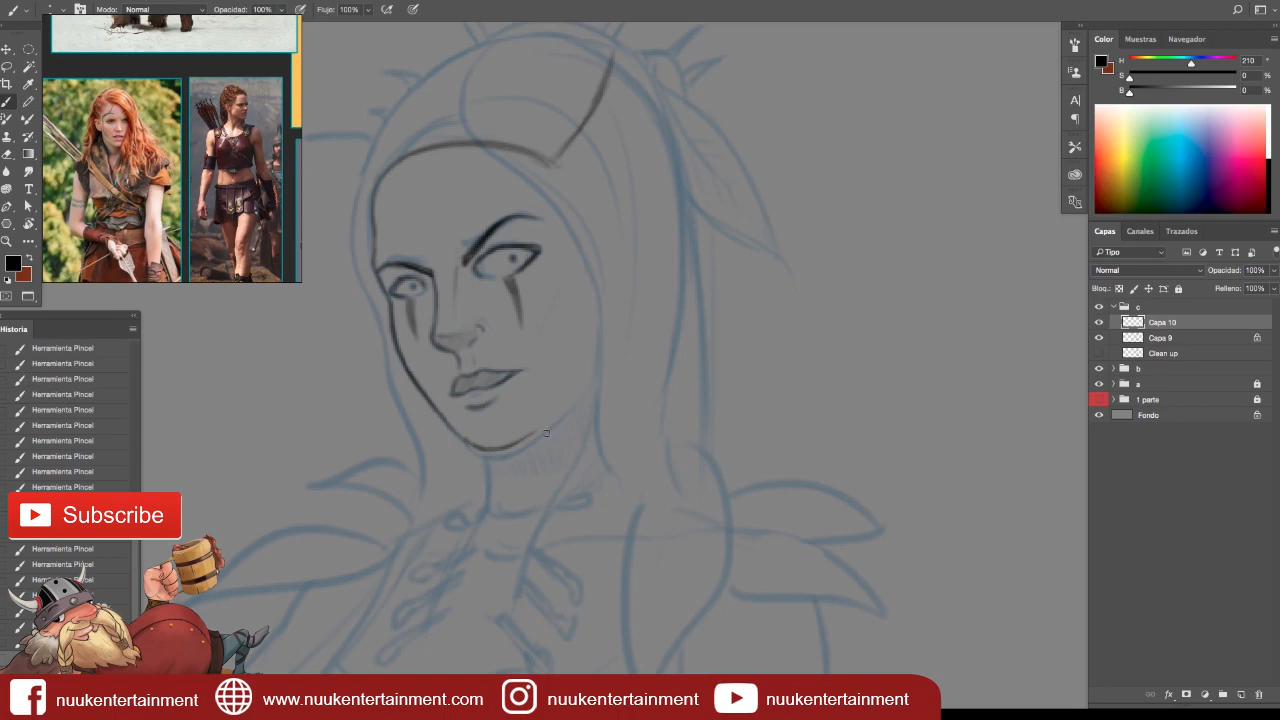 Modo: Normal Opacidad: 100% Flujo: 100%
Color Muestras Navegador
H 210 °
S 0 %
B 0 %
Capas Canales Trazados
Tipo
Normal Opacidad: 100%
Bloq.: Relleno: 100%
c
Capa 10
Capa 9
Clean up
b
a
1 parte
Fondo
Historia
Herramienta Pincel
Herramienta Pincel
Herramienta Pincel
Herramienta Pincel
Herramienta Pincel
Herramienta Pincel
Herramienta Pincel
Herramienta Pincel
Herramienta Pincel
Herramienta Pincel
Subscribe
Herramienta Pincel
Herramienta Pincel
Herramienta Pincel
nuukentertainment www.nuukentertainment.com nuukentertainment nuukentertainment